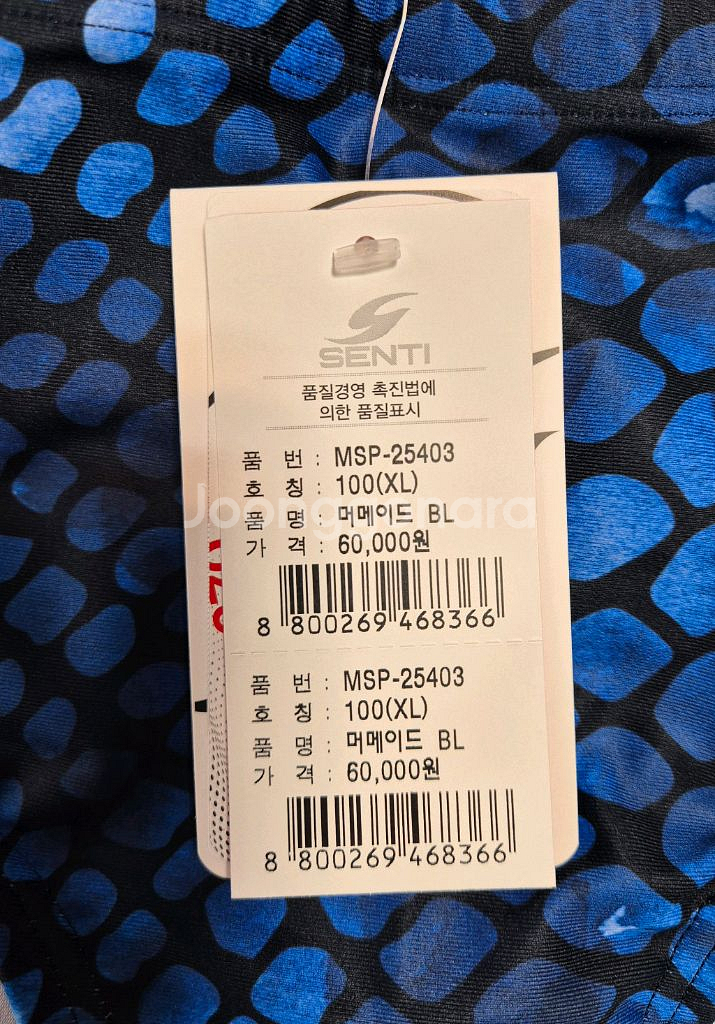 SENTI
품질경영 촉진법에
의한 품질표시
품 번 : MSP-25403
호 칭 : 100(XL)
Joongonara
품 명 : 머메이드 BL
가 격 : 60,000원
8 800269 468366
품 번 : MSP-25403
호 칭 : 100(XL)
품 명 : 머메이드 BL
가 격 : 60,000원
8 800269 468366